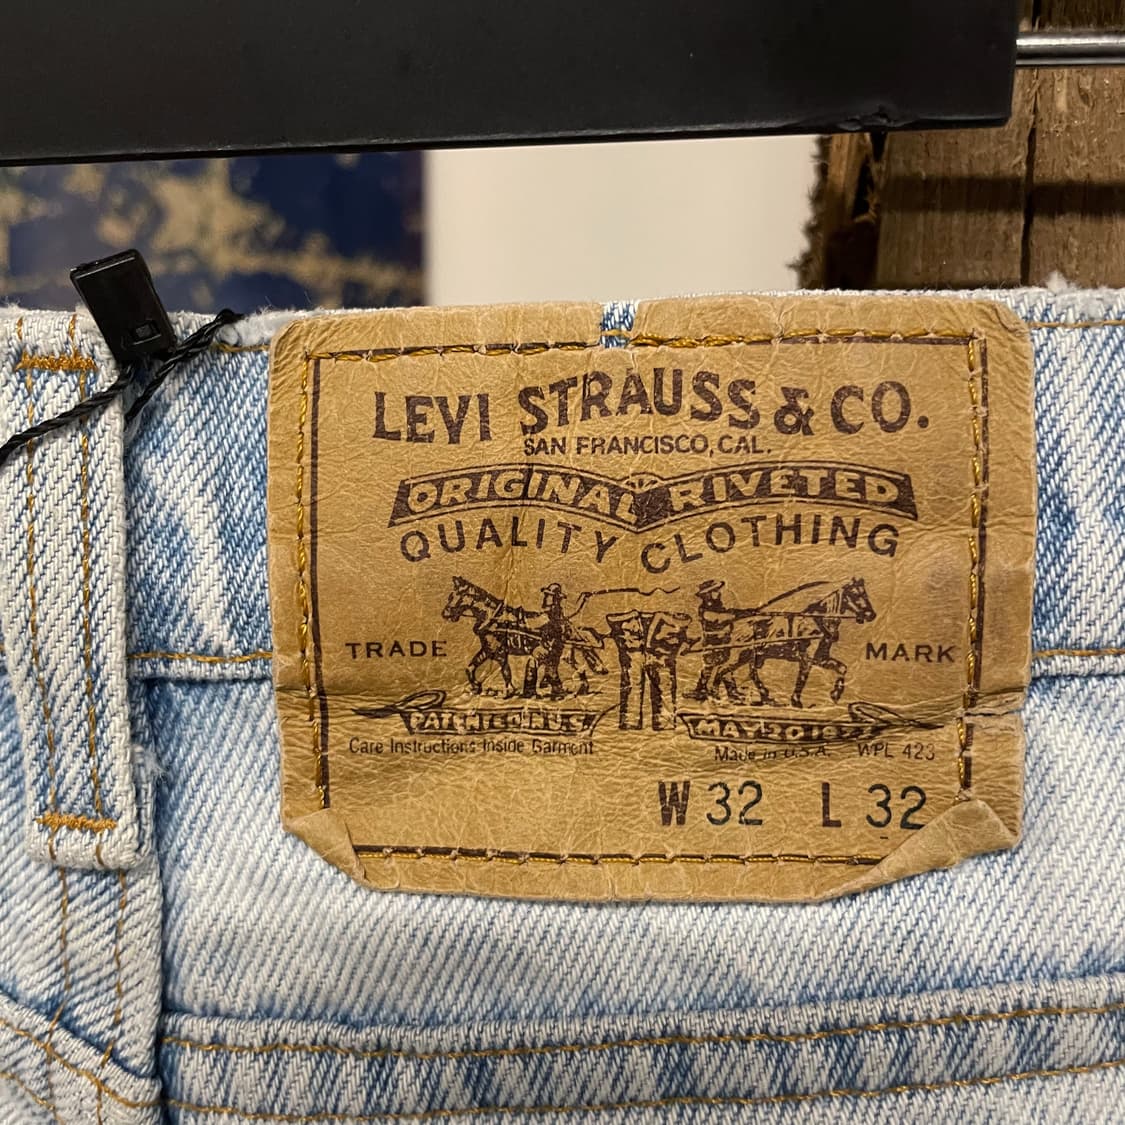 LEVI STRAUSS & CO.
SAN FRANCISCO, CAL.
ORIGINAL RIVETED
QUALITY CLOTHING
TRADE MARK
PATENTED IN U.S.
MAY 20 1873
Care Instructions Inside Garment
Made in U.S.A. WPL 423
W 32 L 32